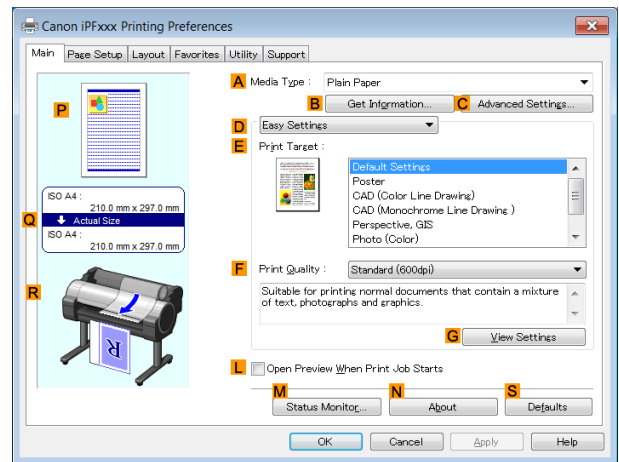 Canon iPFxxx Printing Preferences
Main Page Setup Layout Favorites Utility Support
A Media Type : Plain Paper
B Get Information... C Advanced Settings...
D Easy Settings
E Print Target :
Default Settings
Poster
CAD (Color Line Drawing)
CAD (Monochrome Line Drawing )
Perspective, GIS
Photo (Color)
P
ISO A4 :
210.0 mm x 297.0 mm
Q Actual Size
ISO A4 :
210.0 mm x 297.0 mm
R
R
F Print Quality : Standard (600dpi)
Suitable for printing normal documents that contain a mixture
of text, photographs and graphics.
G View Settings
L Open Preview When Print Job Starts
M N S
Status Monitor... About Defaults
OK Cancel Apply Help